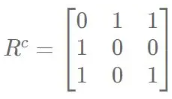 0 1 1
R^c = 1 0 0
1 0 1